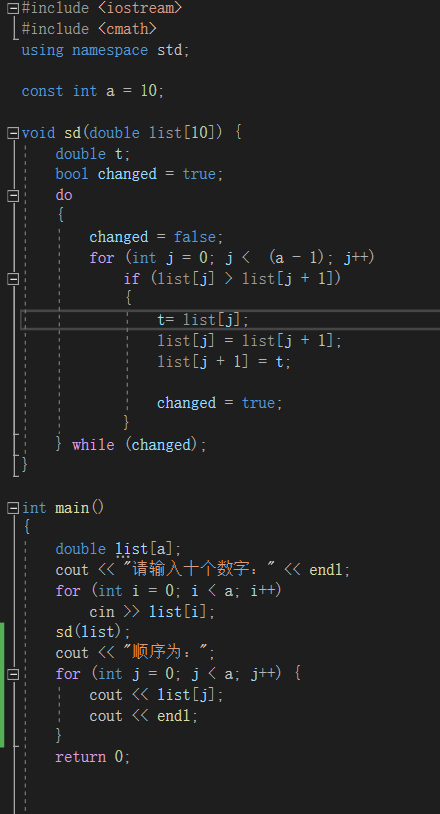 #include <iostream>
#include <cmath>
using namespace std;
const int a = 10;
void sd(double list[10]) {
double t;
bool changed = true;
do
{
changed = false;
for (int j = 0; j <  (a - 1); j++)
if (list[j] > list[j + 1])
{
t= list[j];
list[j] = list[j + 1];
list[j + 1] = t;
changed = true;
}
} while (changed);
}
int main()
{
double list[a];
cout << "请输入十个数字：" << endl;
for (int i = 0; i < a; i++)
cin >> list[i];
sd(list);
cout << "顺序为：";
for (int j = 0; j < a; j++) {
cout << list[j];
cout << endl;
}
return 0;